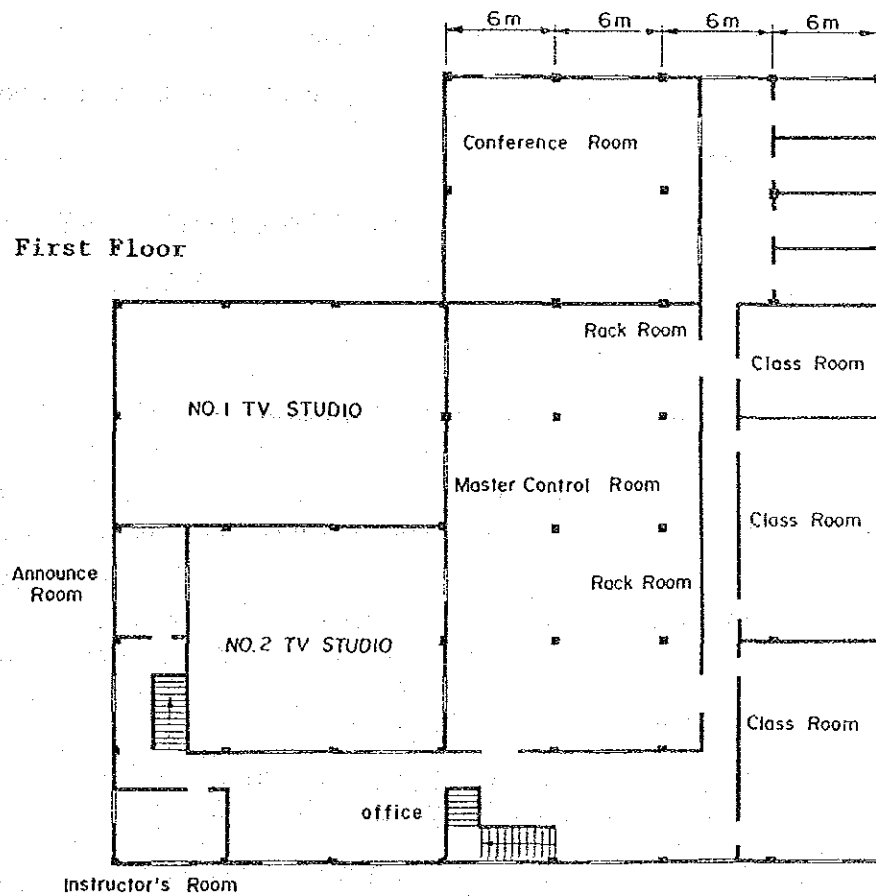 6m 6m 6m 6m
Conference Room
First Floor
Rack Room
Class Room
NO.1 TV STUDIO
Master Control Room
Class Room
Announce
Room
Rack Room
NO.2 TV STUDIO
Class Room
office
Instructor's Room